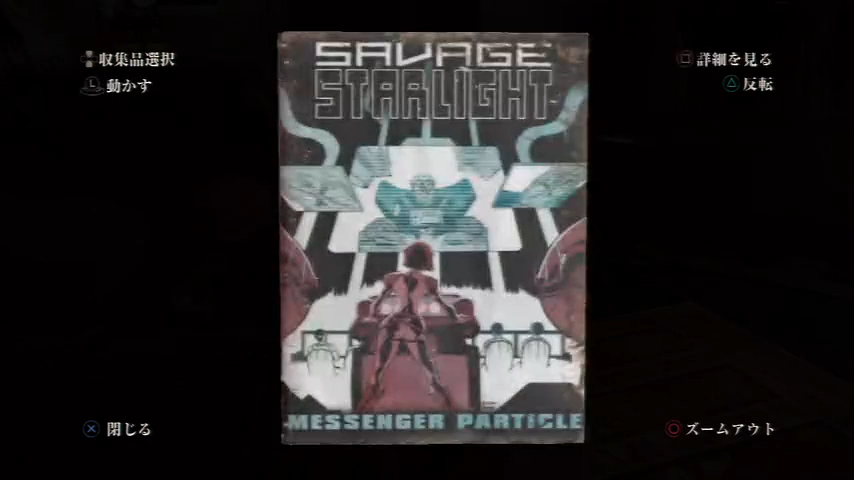 収集品選択
L 動かす
SAVAGE
STARLIGHT
MESSENGER PARTICLE
詳細を見る
反転
閉じる
ズームアウト